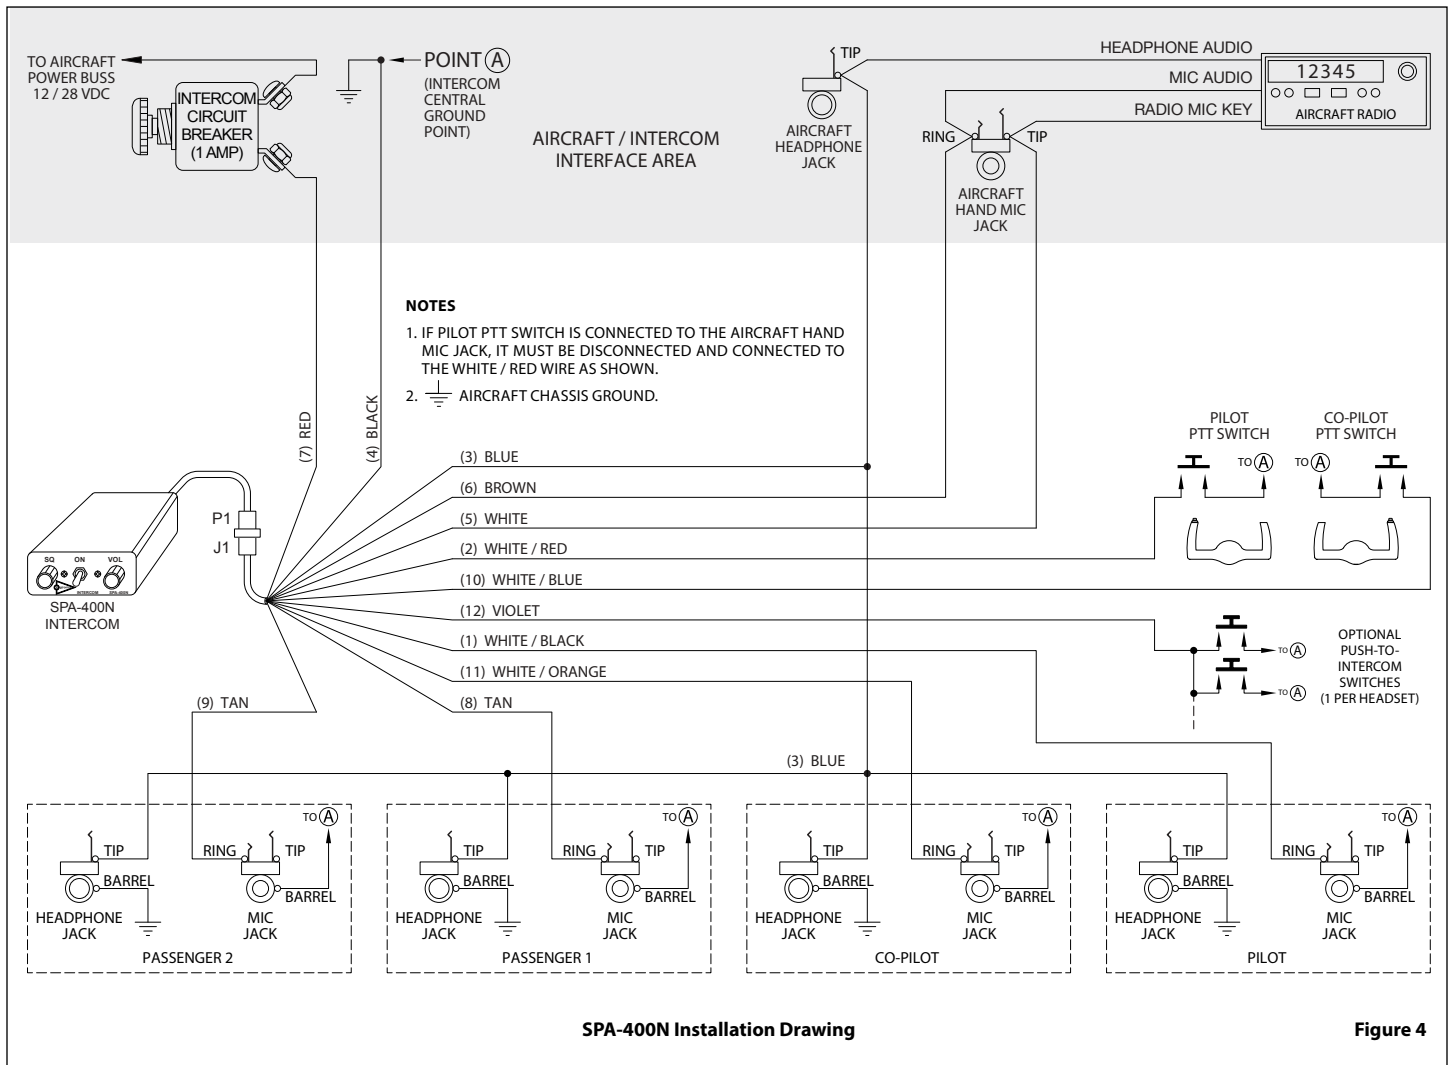 TO AIRCRAFT
POWER BUSS
12 / 28 VDC
INTERCOM
CIRCUIT
BREAKER
(1 AMP)
POINT A
(INTERCOM
CENTRAL
GROUND
POINT)
AIRCRAFT / INTERCOM
INTERFACE AREA
TIP
AIRCRAFT
HEADPHONE
JACK
HEADPHONE AUDIO
MIC AUDIO
RADIO MIC KEY
12345
AIRCRAFT RADIO
RING
TIP
AIRCRAFT
HAND MIC
JACK
NOTES
1. IF PILOT PTT SWITCH IS CONNECTED TO THE AIRCRAFT HAND
MIC JACK, IT MUST BE DISCONNECTED AND CONNECTED TO
THE WHITE / RED WIRE AS SHOWN.
2. AIRCRAFT CHASSIS GROUND.
(7) RED
(4) BLACK
(3) BLUE
(6) BROWN
(5) WHITE
(2) WHITE / RED
(10) WHITE / BLUE
(12) VIOLET
(1) WHITE / BLACK
(11) WHITE / ORANGE
(9) TAN
(8) TAN
PILOT
PTT SWITCH
TO A
CO-PILOT
PTT SWITCH
TO A
P1
J1
SQ
ON
VOL
INTERCOM
SPA-400N
SPA-400N
INTERCOM
TO A
TO A
OPTIONAL
PUSH-TO-
INTERCOM
SWITCHES
(1 PER HEADSET)
(3) BLUE
TIP
BARREL
HEADPHONE
JACK
RING
TIP
TO A
BARREL
MIC
JACK
PASSENGER 2
TIP
BARREL
HEADPHONE
JACK
RING
TIP
TO A
BARREL
MIC
JACK
PASSENGER 1
TIP
BARREL
HEADPHONE
JACK
RING
TIP
TO A
BARREL
MIC
JACK
CO-PILOT
TIP
BARREL
HEADPHONE
JACK
RING
TIP
TO A
BARREL
MIC
JACK
PILOT
SPA-400N Installation Drawing
Figure 4